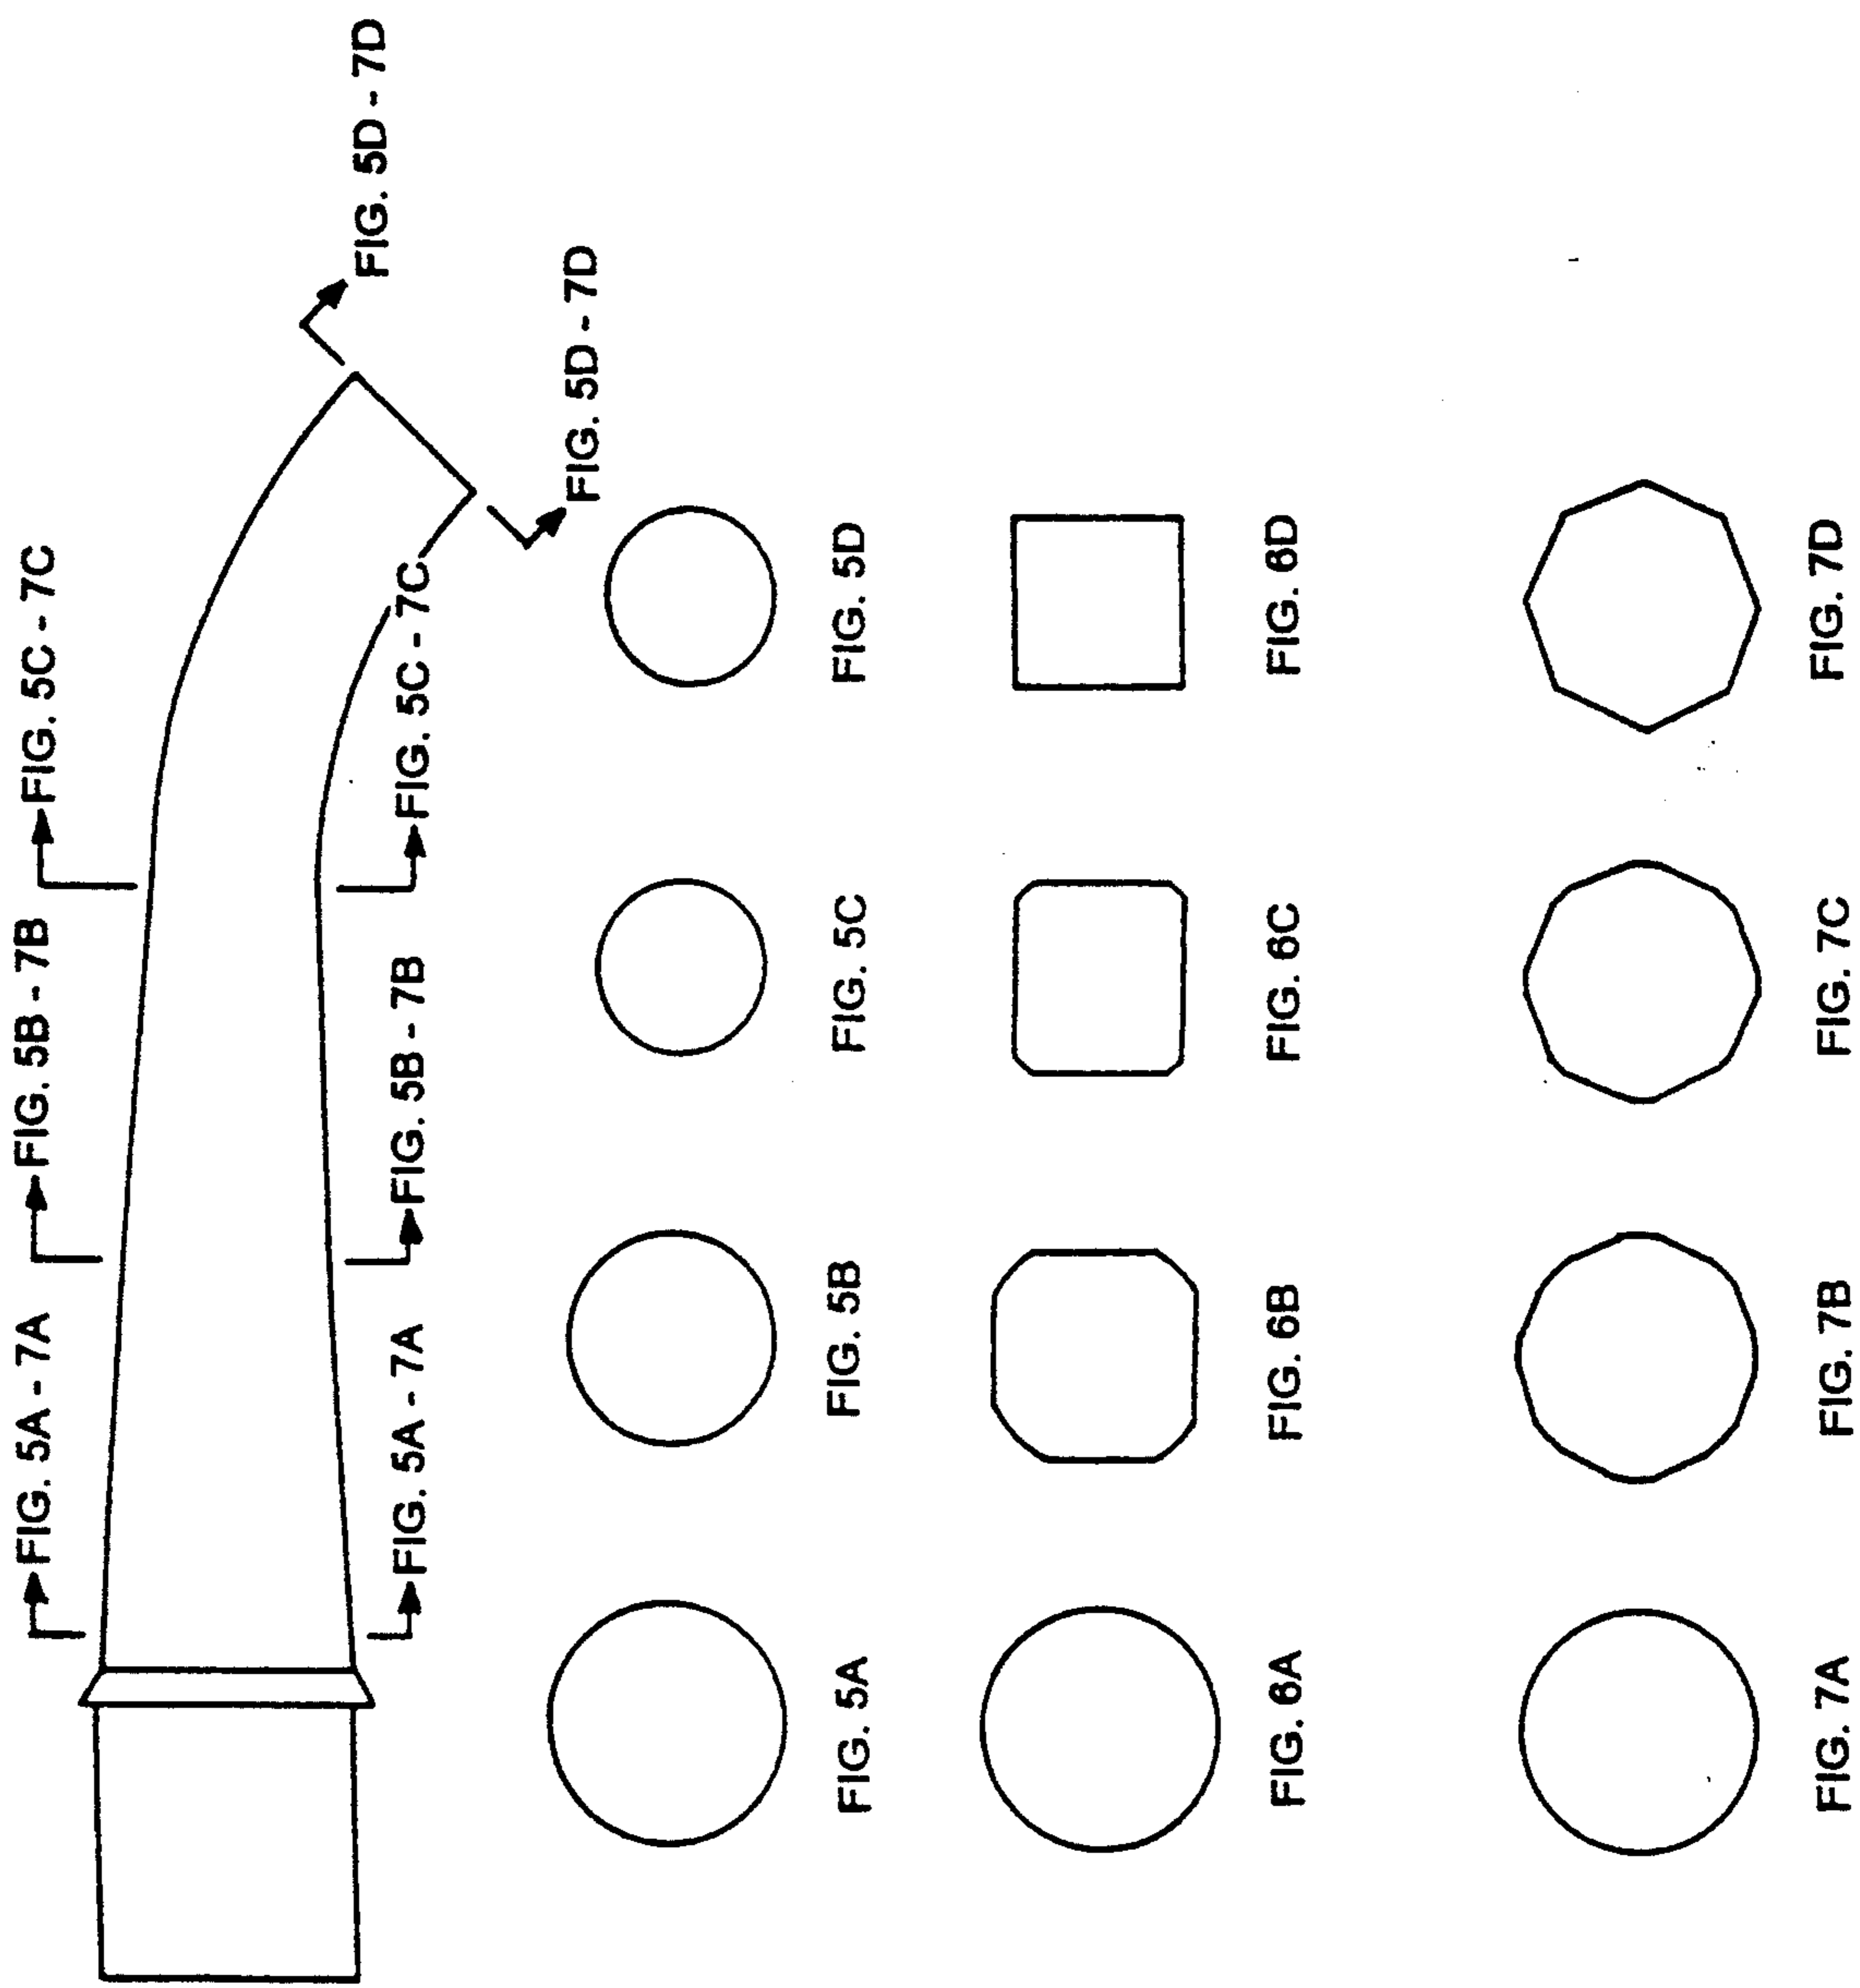 FIG. 5A - 7A
FIG. 5B - 7B
FIG. 5C - 7C
FIG. 5D - 7D
FIG. 5A - 7A
FIG. 5B - 7B
FIG. 5C - 7C
FIG. 5D - 7D
FIG. 5A
FIG. 5B
FIG. 5C
FIG. 5D
FIG. 6A
FIG. 6B
FIG. 6C
FIG. 6D
FIG. 7A
FIG. 7B
FIG. 7C
FIG. 7D